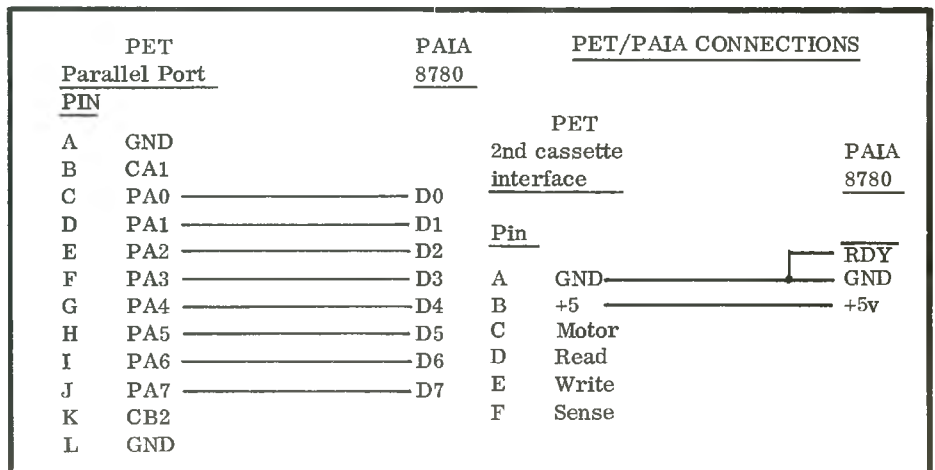 PET PAIA
Parallel Port 8780
PIN
A GND
B CA1
C PA0 D0
D PA1 D1
E PA2 D2
F PA3 D3
G PA4 D4
H PA5 D5
I PA6 D6
J PA7 D7
K CB2
L GND
PET/PAIA CONNECTIONS
PET
2nd cassette PAIA
interface 8780
Pin
RDY
A GND GND
B +5 +5v
C Motor
D Read
E Write
F Sense